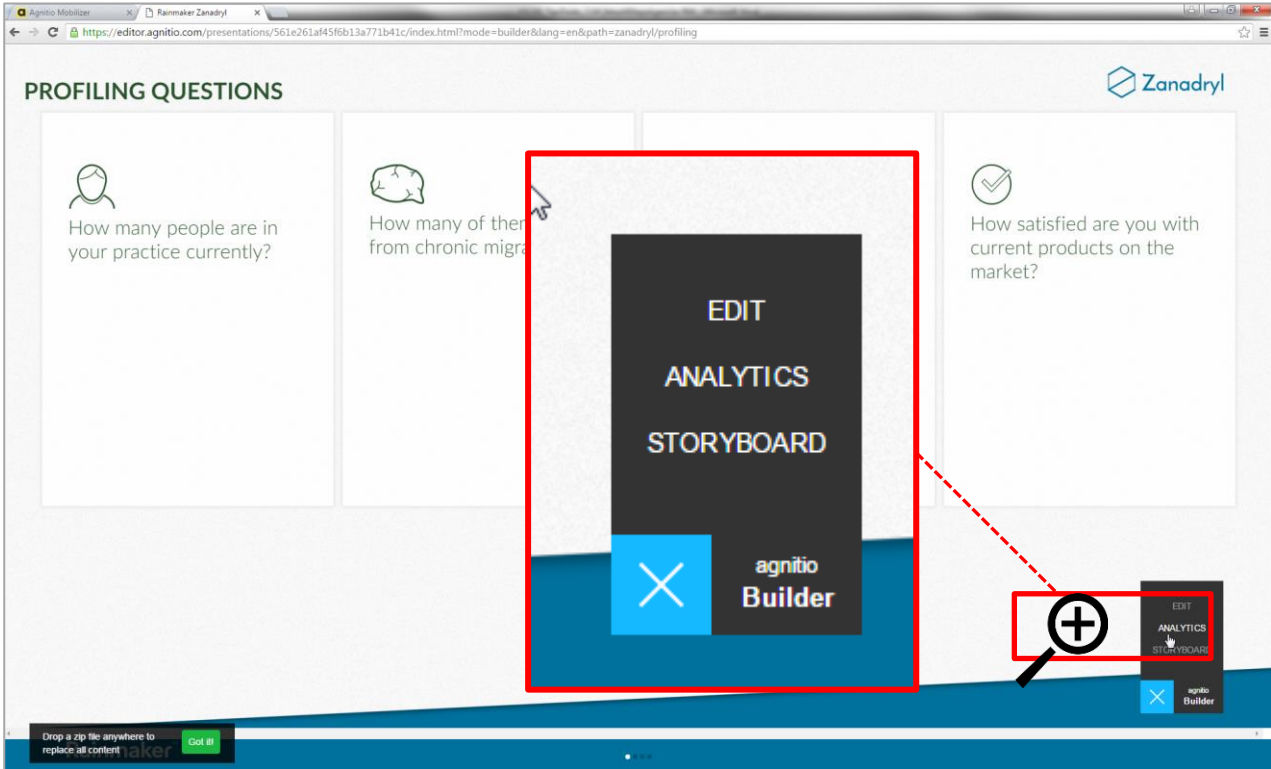 Agnitio Mobilizer
Rainmaker Zanadryl
https://editor.agnitio.com/presentations/561e261af45f6b13a771b41c/index.html?mode=builder&lang=en&path=zanadryl/profiling
PROFILING QUESTIONS
Zanadryl
How many people are in
your practice currently?
How many of
from chronic
How satisfied are you with
current products on the
market?
EDIT
ANALYTICS
STORYBOARD
agnitio
Builder
EDIT
ANALYTICS
STORYBOARD
agnitio
Builder
Drop a zip file anywhere to
replace all content
Got it!
Rainmaker